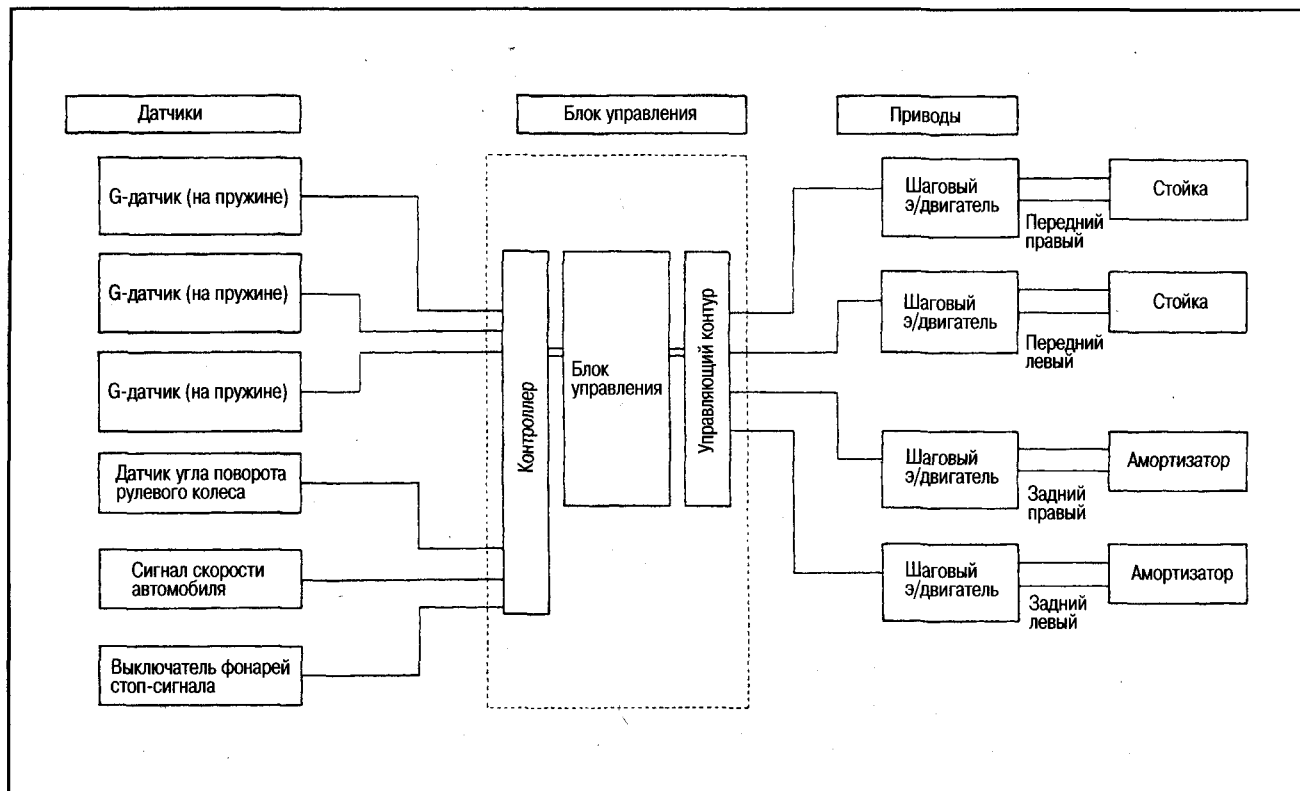 Датчики
Блок управления
Приводы
G-датчик (на пружине)
G-датчик (на пружине)
G-датчик (на пружине)
Датчик угла поворота
рулевого колеса
Сигнал скорости
автомобиля
Выключатель фонарей
стоп-сигнала
Контроллер
Блок
управления
Управляющий контур
Шаговый
э/двигатель
Передний
правый
Стойка
Шаговый
э/двигатель
Передний
левый
Стойка
Шаговый
э/двигатель
Задний
правый
Амортизатор
Шаговый
э/двигатель
Задний
левый
Амортизатор